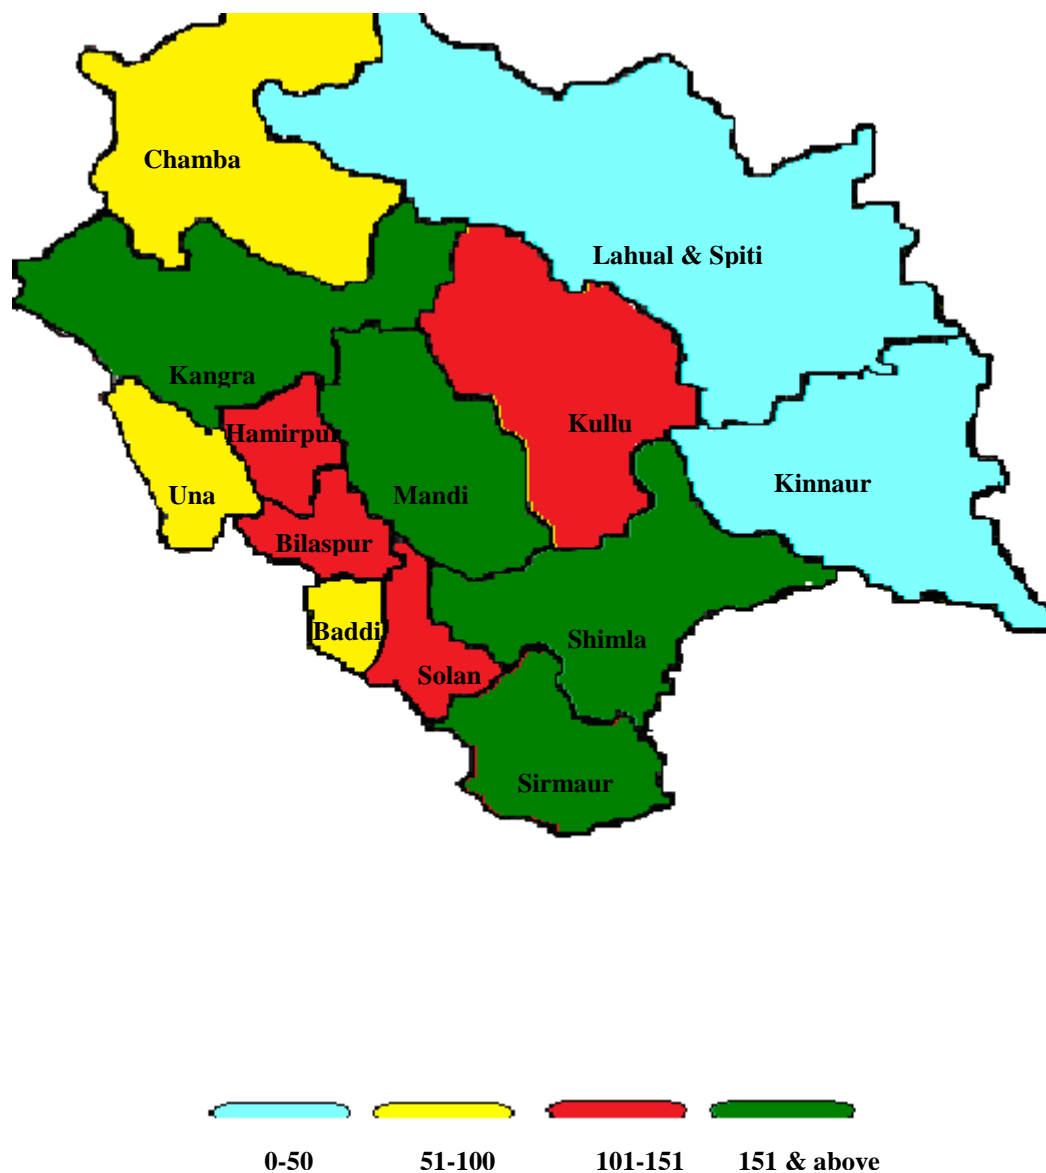 Chamba
Lahual & Spiti
Kangra
Kullu
Hamirpur
Kinnaur
Una
Mandi
Bilaspur
Baddi
Shimla
Solan
Sirmaur
0-50 51-100 101-151 151 & above